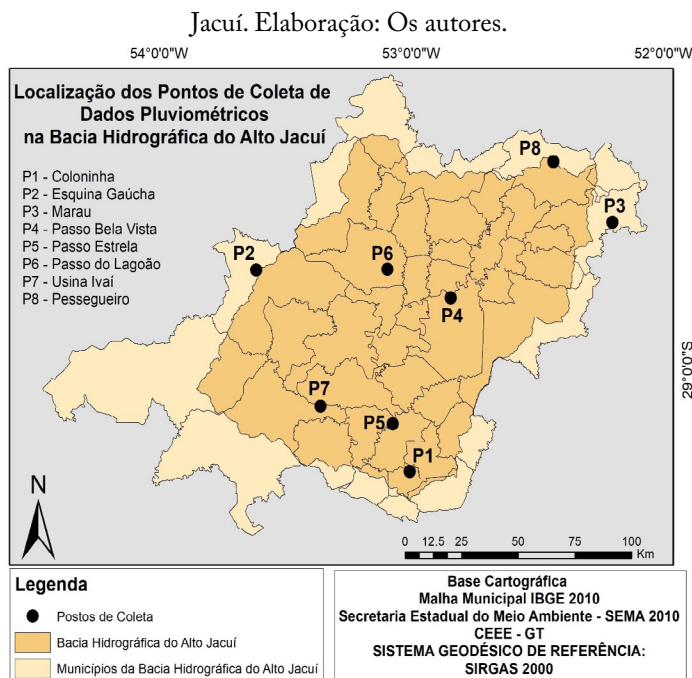 Jacuí. Elaboração: Os autores.
54°0'0"W
53°0'0"W
52°0'0"W
Localização dos Pontos de Coleta de
Dados Pluviométricos
na Bacia Hidrográfica do Alto Jacuí
P1 - Coloninha
P2 - Esquina Gaúcha
P3 - Marau
P4 - Passo Bela Vista
P5 - Passo Estrela
P6 - Passo do Lagoão
P7 - Usina Ivaí
P8 - Pessegueiro
P8
P3
P2
P6
P4
P7
P5
P1
29°0'0"S
N
0 12.5 25 50 75 100
Km
Legenda
Postos de Coleta
Bacia Hidrográfica do Alto Jacuí
Municípios da Bacia Hidrográfica do Alto Jacuí
Base Cartográfica
Malha Municipal IBGE 2010
Secretaria Estadual do Meio Ambiente - SEMA 2010
CEEE - GT
SISTEMA GEODÉSICO DE REFERÊNCIA:
SIRGAS 2000